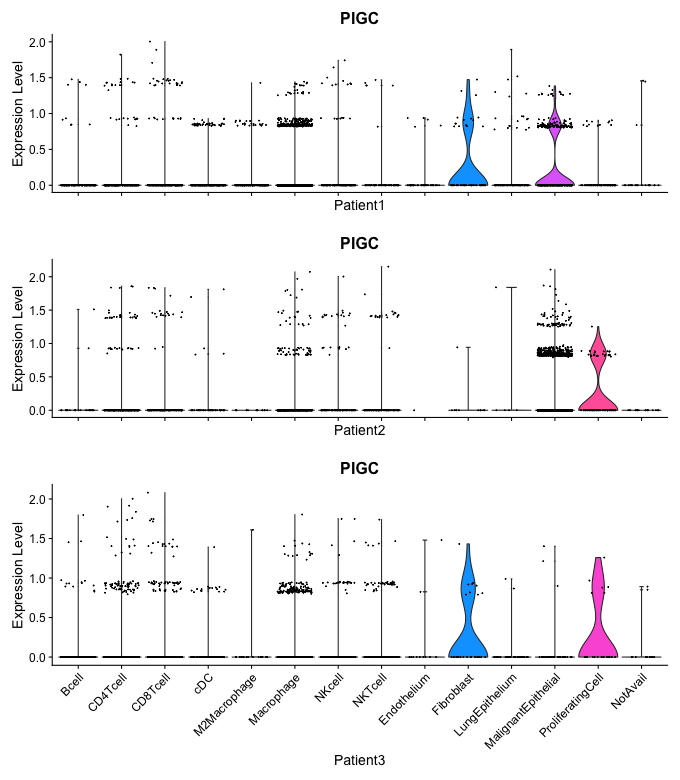 PIGC
Expression Level
2.0
1.5
1.0
0.5
0.0
Patient1
PIGC
Expression Level
2.0
1.5
1.0
0.5
0.0
Patient2
PIGC
Expression Level
2.0
1.5
1.0
0.5
0.0
Bcell
CD4Tcell
CD8Tcell
cDC
M2Macrophage
Macrophage
NKcell
NKTcell
Endothelium
Fibroblast
LungEpithelium
MalignantEpithelial
ProliferatingCell
NotAvail
Patient3